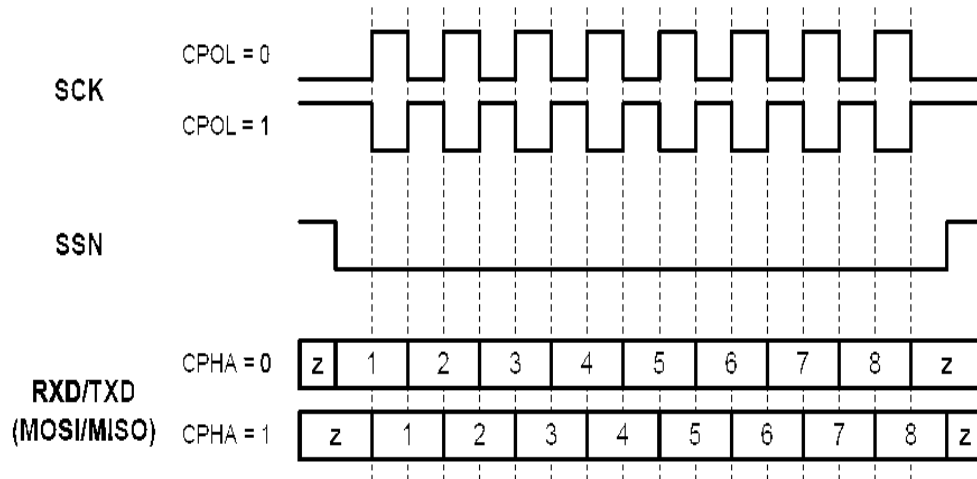 CPOL = 0
SCK
CPOL = 1
SSN
CPHA = 0
z 1 2 3 4 5 6 7 8 z
RXD/TXD
(MOSI/MISO)
CPHA = 1
z 1 2 3 4 5 6 7 8 z